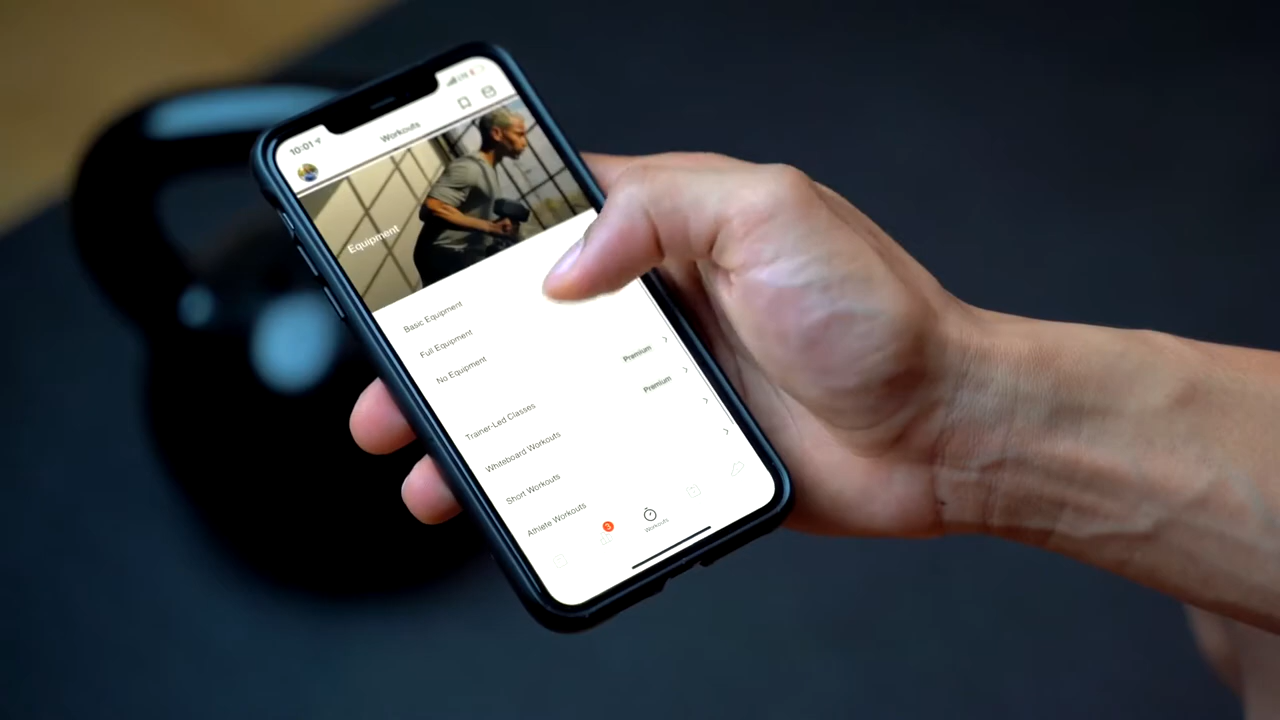 10:01
LTE
Workouts
Equipment
Basic Equipment
Full Equipment
No Equipment
Trainer-Led Classes Premium
Whiteboard Workouts Premium
Short Workouts
Athlete Workouts
3
Workouts